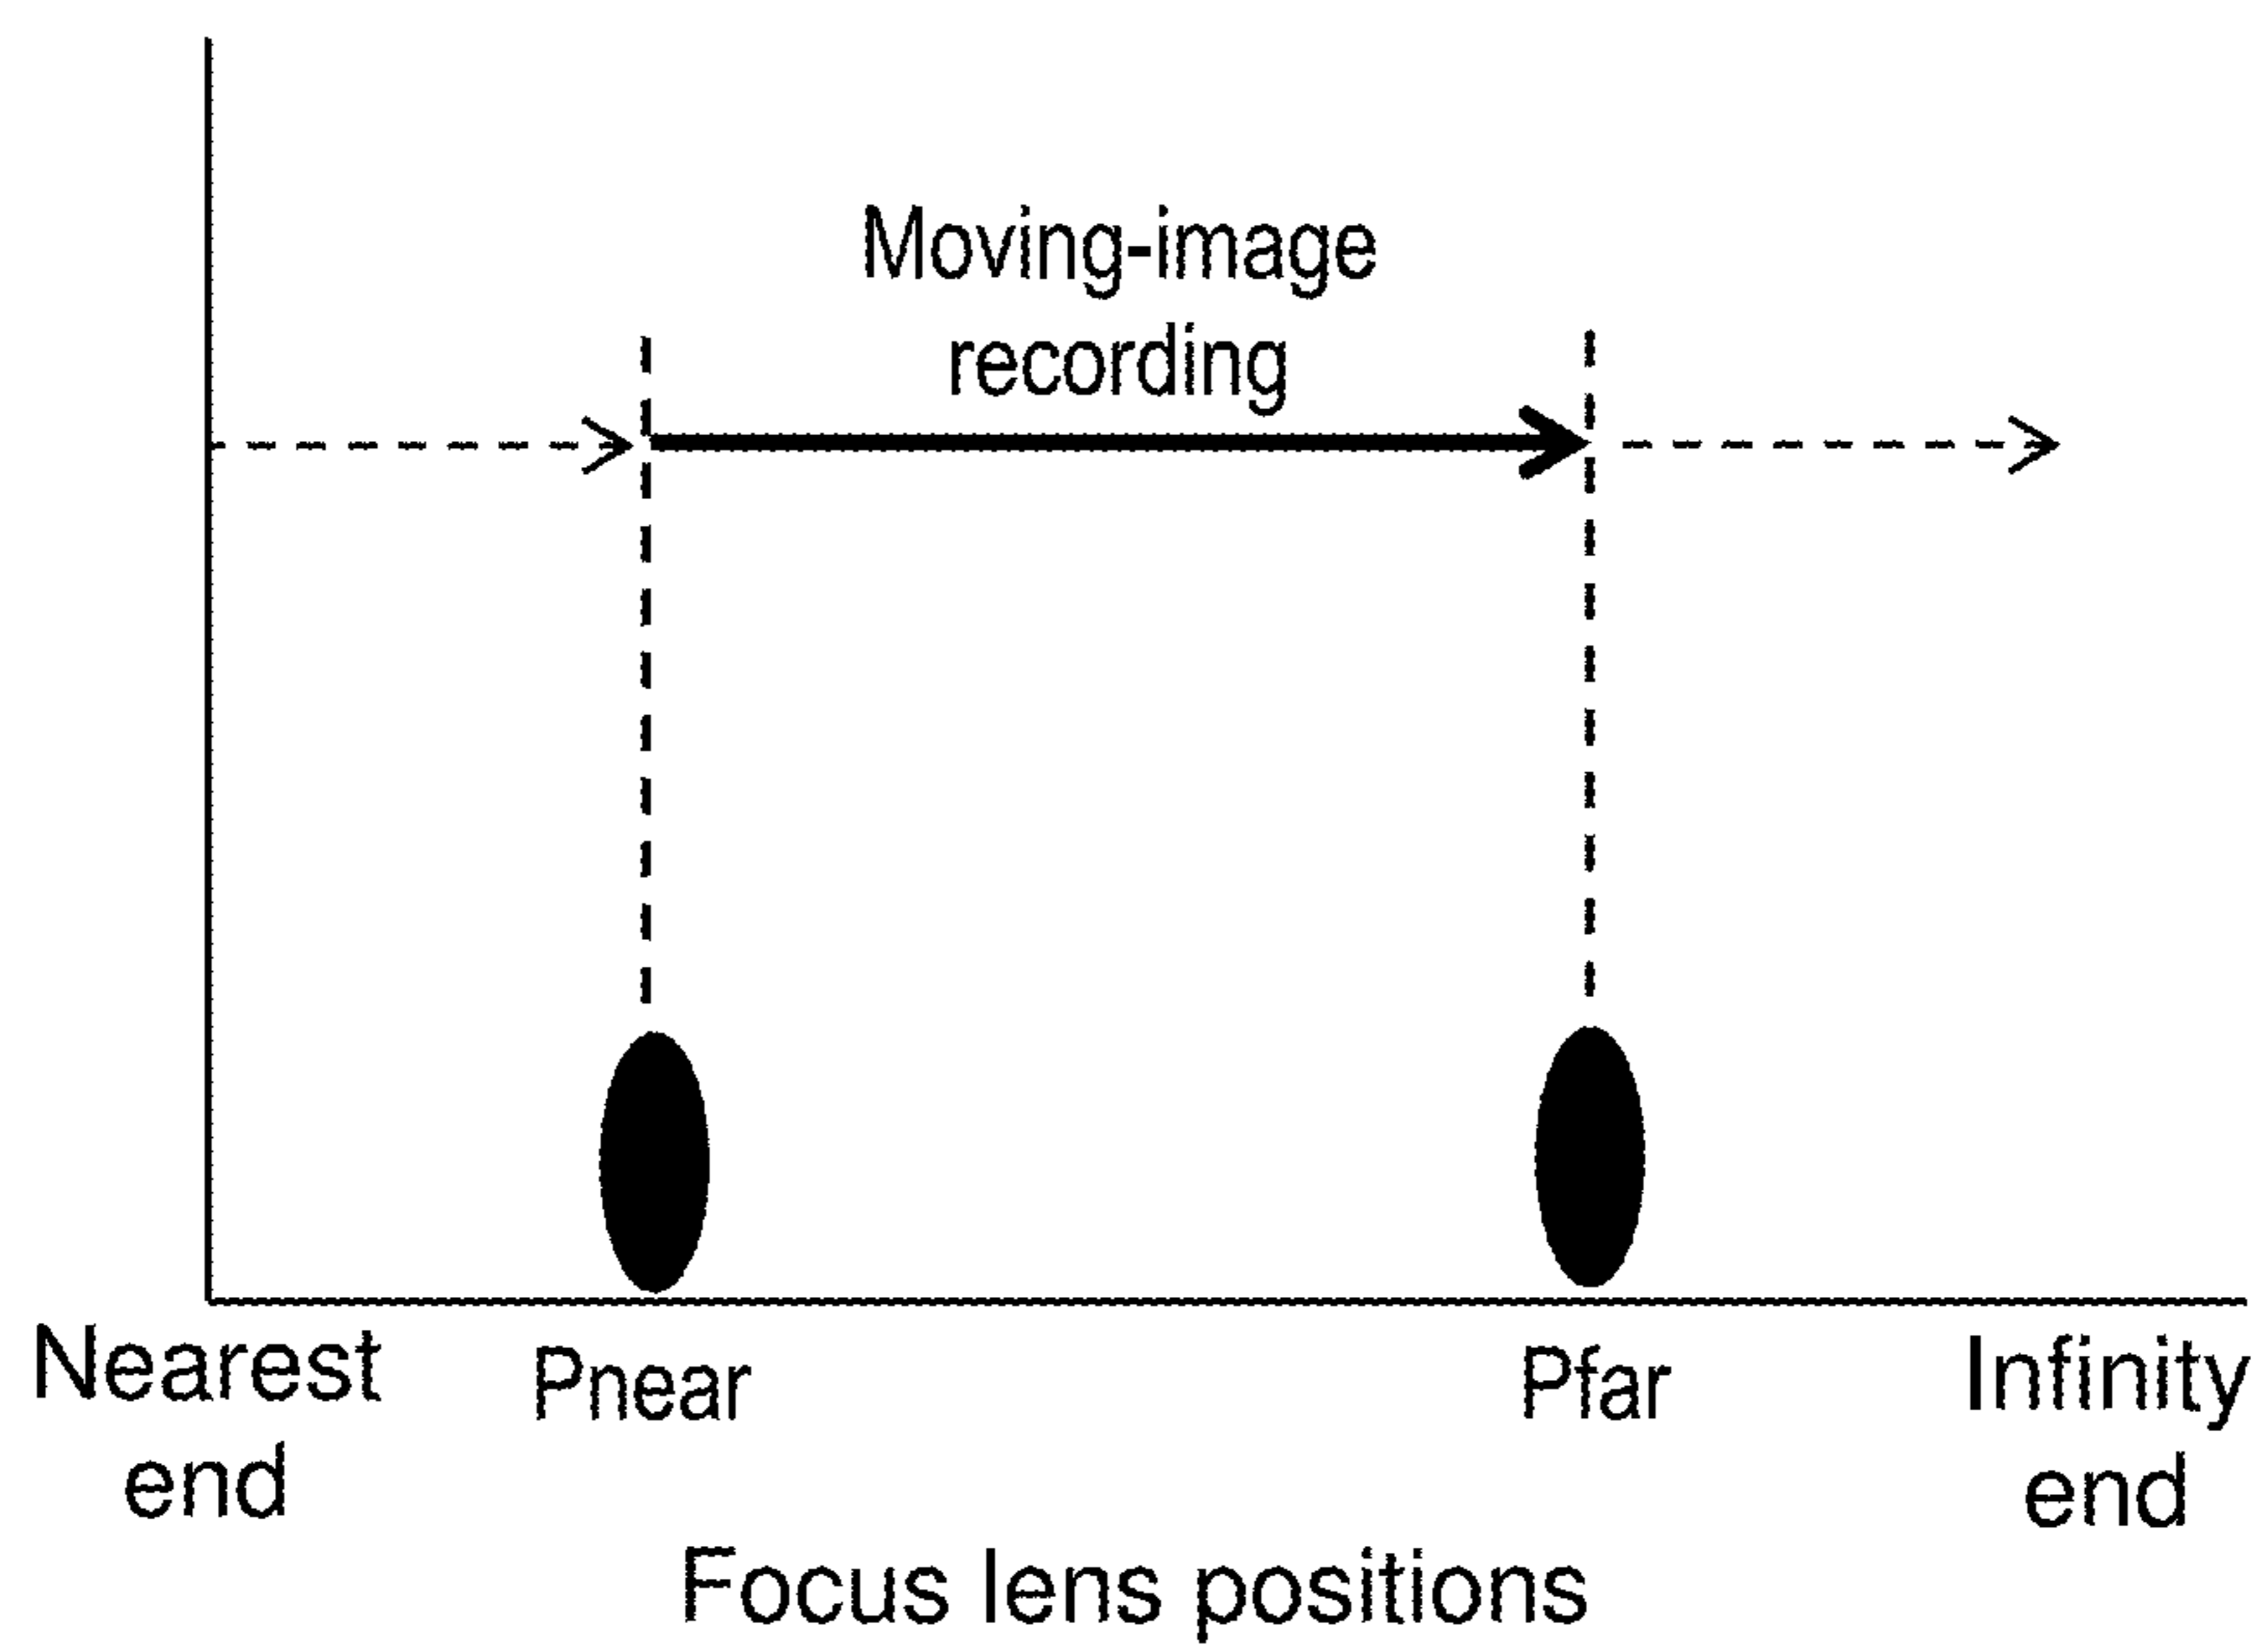 Moving-image
recording
Nearest
end
Pnear
Pfar
Infinity
end
Focus lens positions